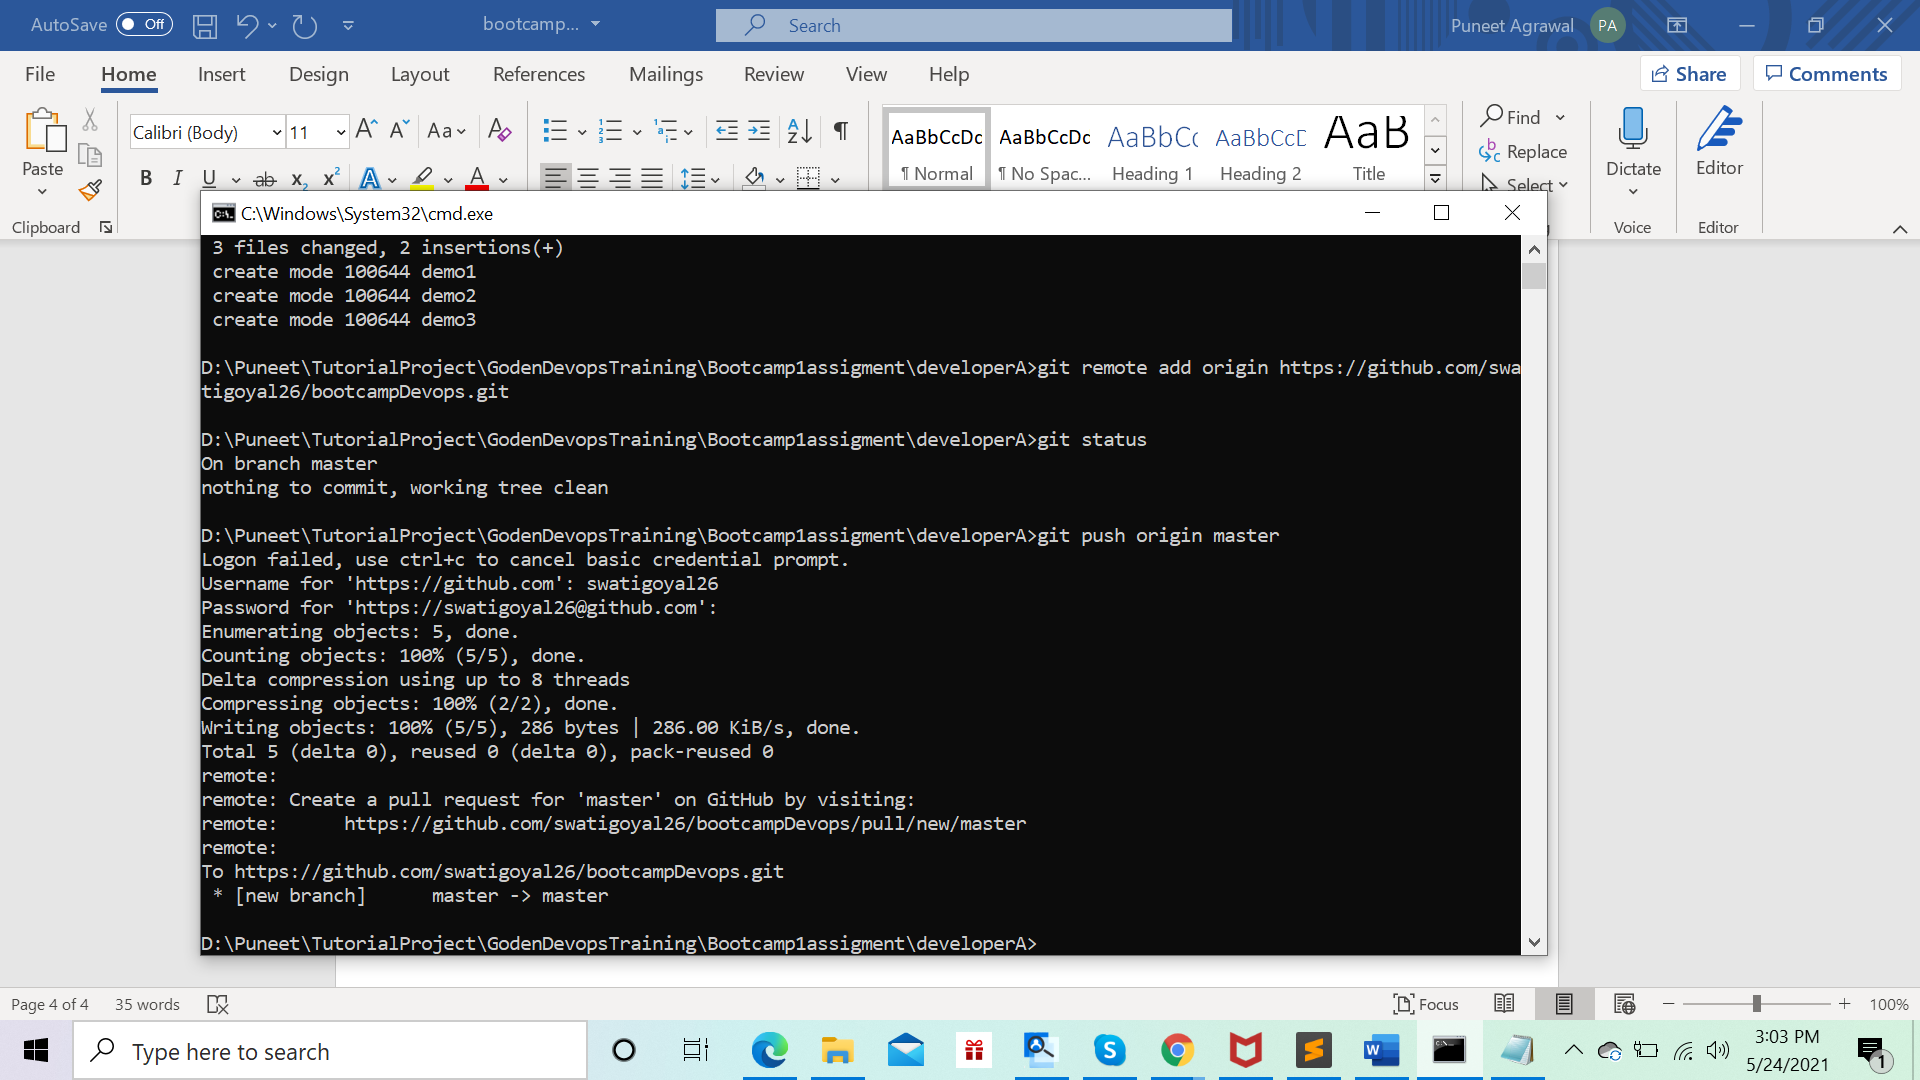 AutoSave Off bootcamp... Search Puneet Agrawal PA
File Home Insert Design Layout References Mailings Review View Help Share Comments
Calibri (Body) 11 Aa AaBbCcDc AaBbCcDc AaBbCc AaBbCcD AaB Find
Paste ¶ Normal ¶ No Spac... Heading 1 Heading 2 Title Replace Dictate Editor
B I U ab x₂ x² A A Select
Clipboard Voice Editor
C:\Windows\System32\cmd.exe
3 files changed, 2 insertions(+)
create mode 100644 demo1
create mode 100644 demo2
create mode 100644 demo3
D:\Puneet\TutorialProject\GodenDevopsTraining\Bootcamp1assigment\developerA>git remote add origin https://github.com/swa
tigoyal26/bootcampDevops.git
D:\Puneet\TutorialProject\GodenDevopsTraining\Bootcamp1assigment\developerA>git status
On branch master
nothing to commit, working tree clean
D:\Puneet\TutorialProject\GodenDevopsTraining\Bootcamp1assigment\developerA>git push origin master
Logon failed, use ctrl+c to cancel basic credential prompt.
Username for 'https://github.com': swatigoyal26
Password for 'https://swatigoyal26@github.com':
Enumerating objects: 5, done.
Counting objects: 100% (5/5), done.
Delta compression using up to 8 threads
Compressing objects: 100% (2/2), done.
Writing objects: 100% (5/5), 286 bytes | 286.00 KiB/s, done.
Total 5 (delta 0), reused 0 (delta 0), pack-reused 0
remote:
remote: Create a pull request for 'master' on GitHub by visiting:
remote:      https://github.com/swatigoyal26/bootcampDevops/pull/new/master
remote:
To https://github.com/swatigoyal26/bootcampDevops.git
* [new branch]      master -> master
D:\Puneet\TutorialProject\GodenDevopsTraining\Bootcamp1assigment\developerA>
Page 4 of 4 35 words Focus 100%
Type here to search 3:03 PM
5/24/2021 1